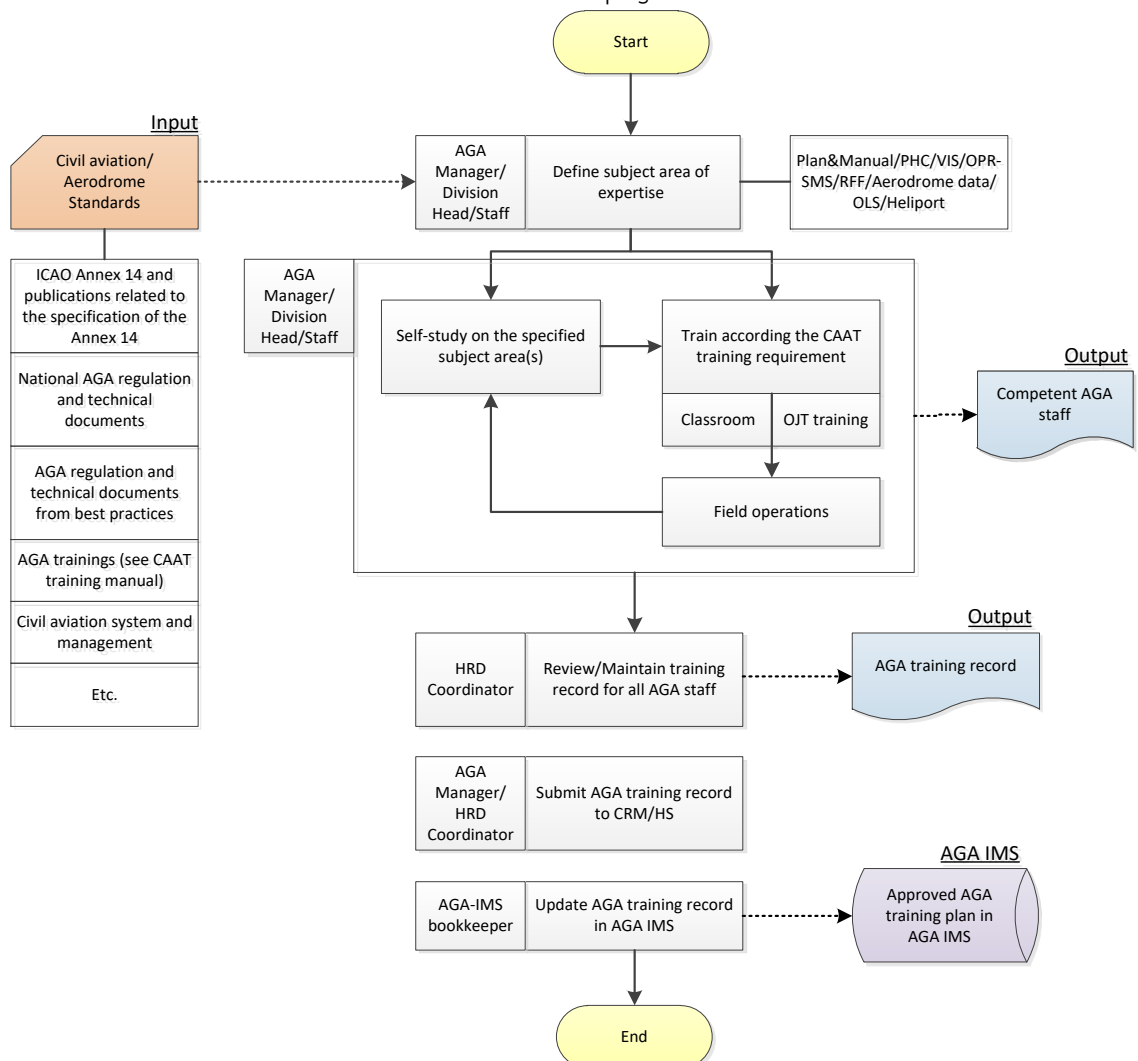 Start
Input
Civil aviation/
Aerodrome
Standards
AGA
Manager/
Division
Head/Staff
Define subject area of
expertise
Plan&Manual/PHC/VIS/OPR-
SMS/RFF/Aerodrome data/
OLS/Heliport
ICAO Annex 14 and
publications related to
the specification of the
Annex 14
National AGA regulation
and technical
documents
AGA regulation and
technical documents
from best practices
AGA trainings (see CAAT
training manual)
Civil aviation system and
management
Etc.
AGA
Manager/
Division
Head/Staff
Self-study on the specified
subject area(s)
Train according the CAAT
training requirement
Classroom
OJT training
Field operations
Output
Competent AGA
staff
HRD
Coordinator
Review/Maintain training
record for all AGA staff
Output
AGA training record
AGA
Manager/
HRD
Coordinator
Submit AGA training record
to CRM/HS
AGA-IMS
bookkeeper
Update AGA training record
in AGA IMS
AGA IMS
Approved AGA
training plan in
AGA IMS
End